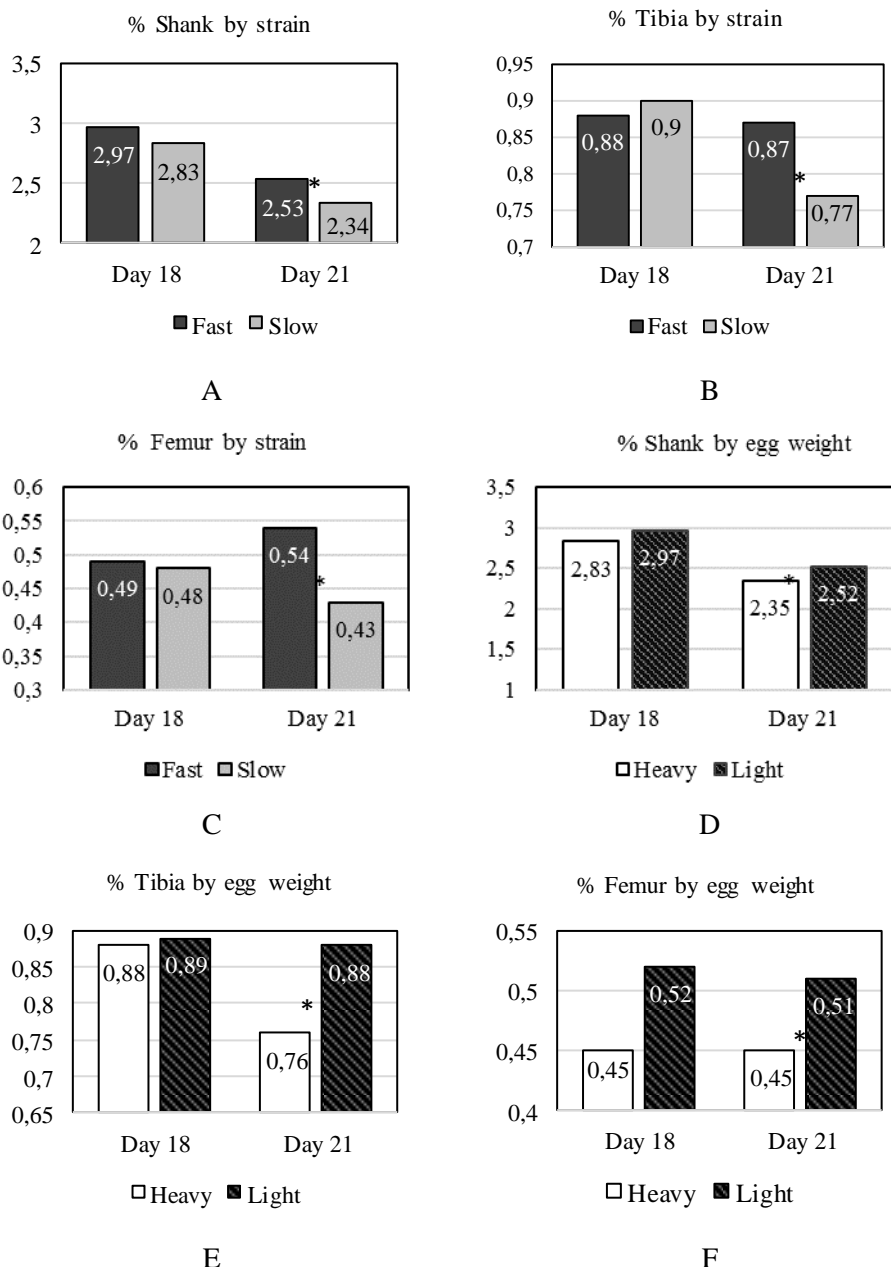 % Shank by strain
3,5
3
2,5
2
2,97
2,83
2,53
*
2,34
Day 18
Day 21
Fast
Slow
A
% Tibia by strain
0,95
0,9
0,85
0,8
0,75
0,7
0,88
0,9
0,87
*
0,77
Day 18
Day 21
Fast
Slow
B
% Femur by strain
0,6
0,55
0,5
0,45
0,4
0,35
0,3
0,49
0,48
0,54
*
0,43
Day 18
Day 21
Fast
Slow
C
% Shank by egg weight
3,5
3
2,5
2
1,5
1
2,83
2,97
2,35
*
2,52
Day 18
Day 21
Heavy
Light
D
% Tibia by egg weight
0,9
0,85
0,8
0,75
0,7
0,65
0,88
0,89
0,76
*
0,88
Day 18
Day 21
Heavy
Light
E
% Femur by egg weight
0,55
0,5
0,45
0,4
0,45
0,52
0,45
*
0,51
Day 18
Day 21
Heavy
Light
F